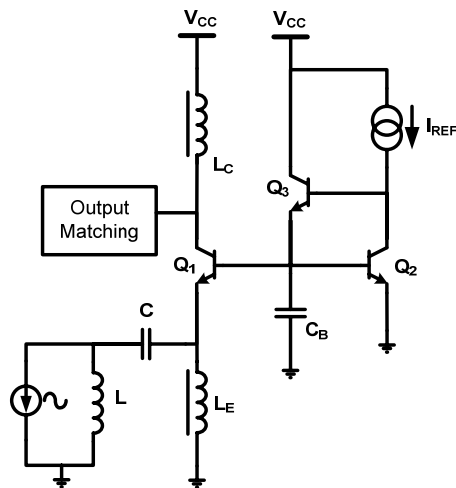 VCC
VCC
LC
IREF
Q3
Output
Matching
Q1
Q2
C
CB
L
LE